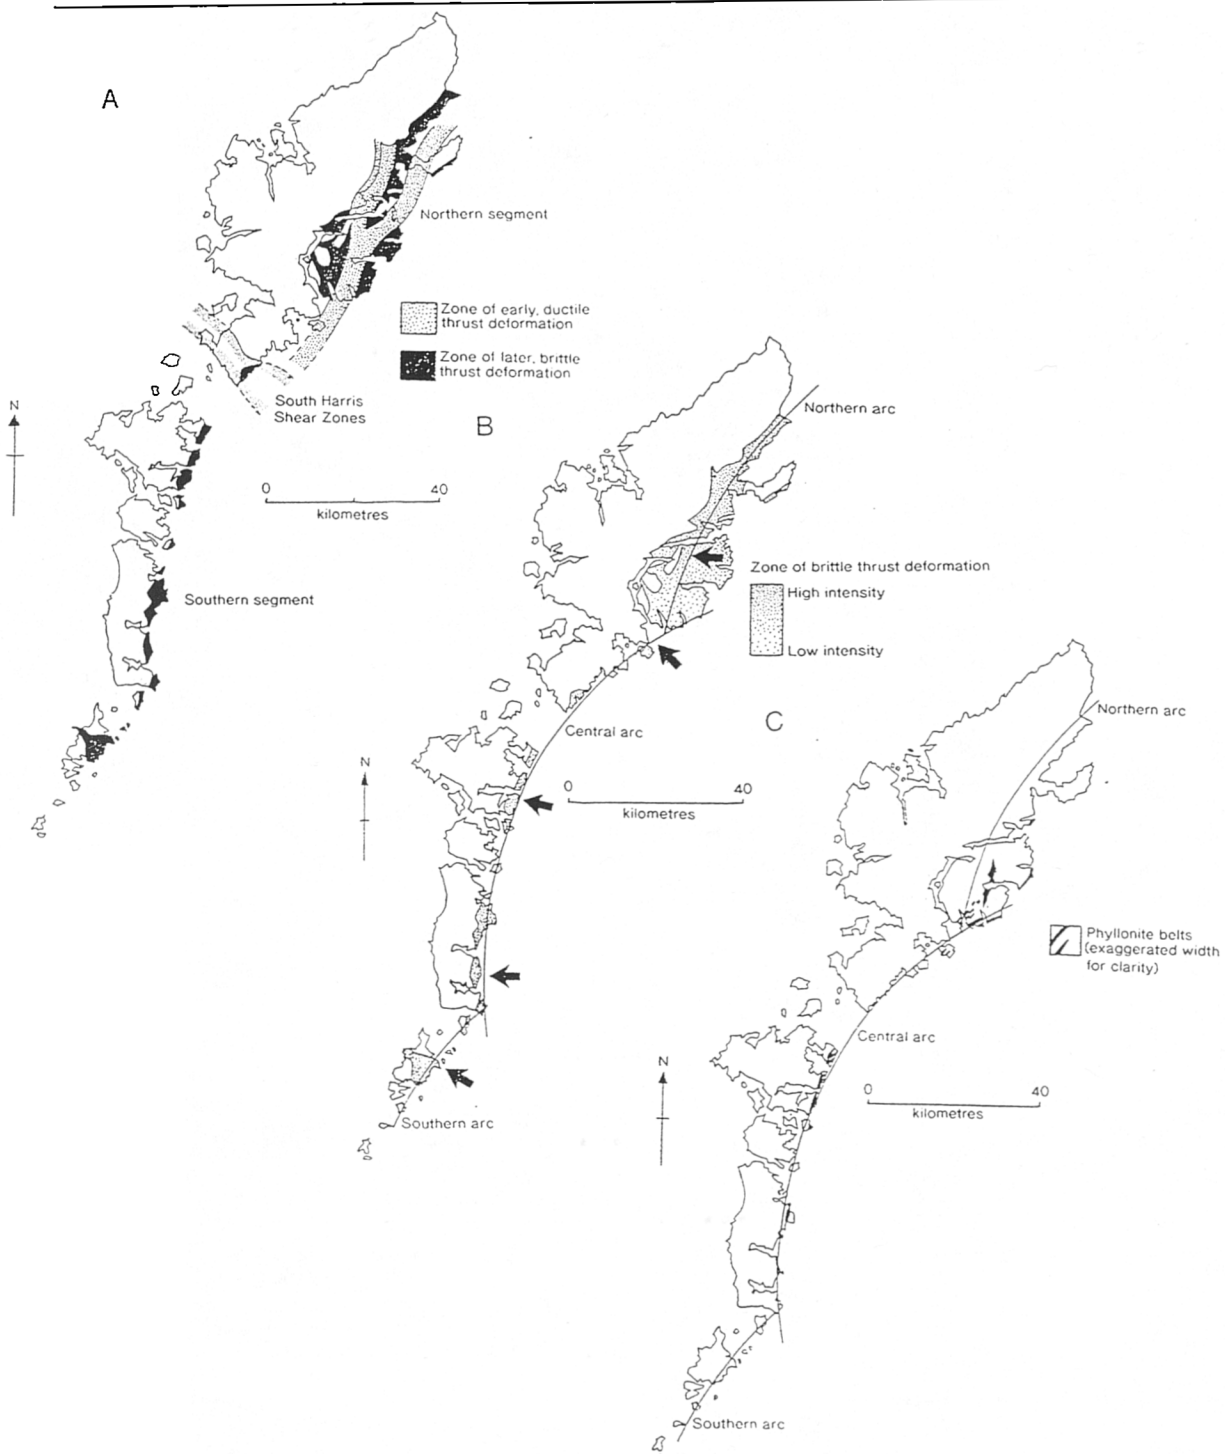 A
Northern segment
Zone of early, ductile
thrust deformation
Zone of later, brittle
thrust deformation
South Harris
Shear Zones
N
0 40
kilometres
Southern segment
B
Northern arc
Zone of brittle thrust deformation
High intensity
Low intensity
Central arc
N
0 40
kilometres
Southern arc
C
Northern arc
Phyllonite belts
(exaggerated width
for clarity)
Central arc
N
0 40
kilometres
Southern arc